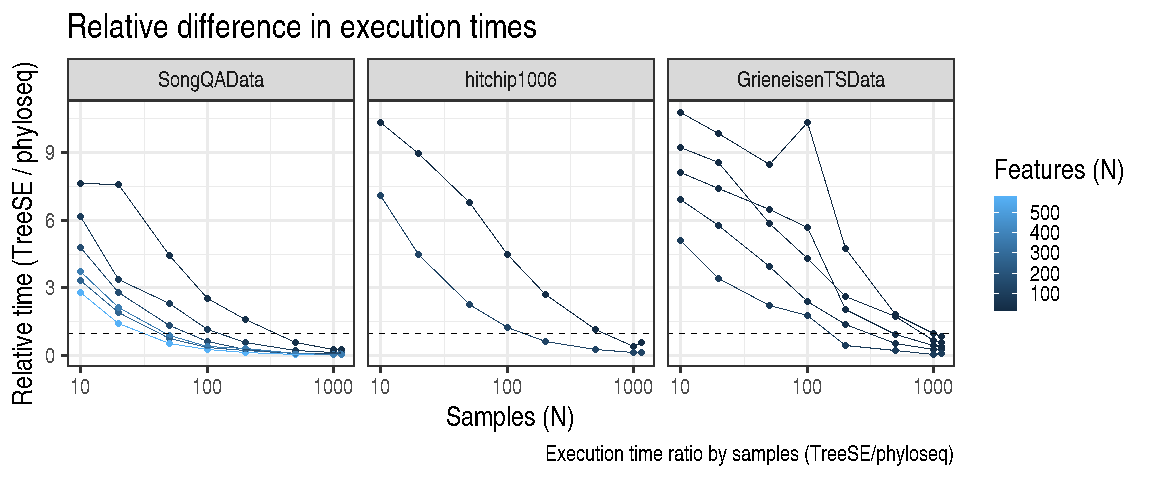 Relative difference in execution times
SongQAData
hitchip1006
GrieneisenTSData
Relative time (TreeSE / phyloseq)
9
6
3
0
10
100
1000
10
100
1000
10
100
1000
Samples (N)
Features (N)
500
400
300
200
100
Execution time ratio by samples (TreeSE/phyloseq)